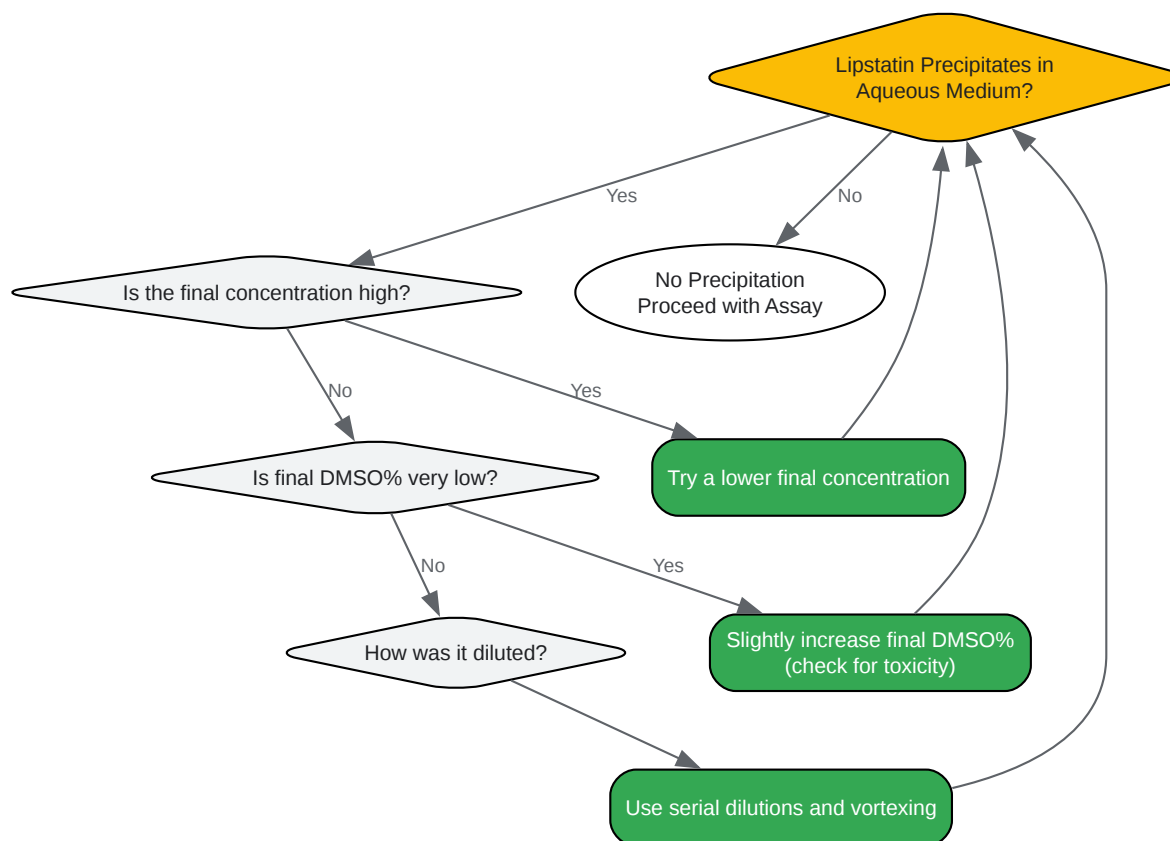 Lipstatin Precipitates in
Aqueous Medium?
Yes
No
Is the final concentration high?
No Precipitation
Proceed with Assay
No
Yes
Is final DMSO% very low?
Try a lower final concentration
No
Yes
How was it diluted?
Slightly increase final DMSO%
(check for toxicity)
Use serial dilutions and vortexing